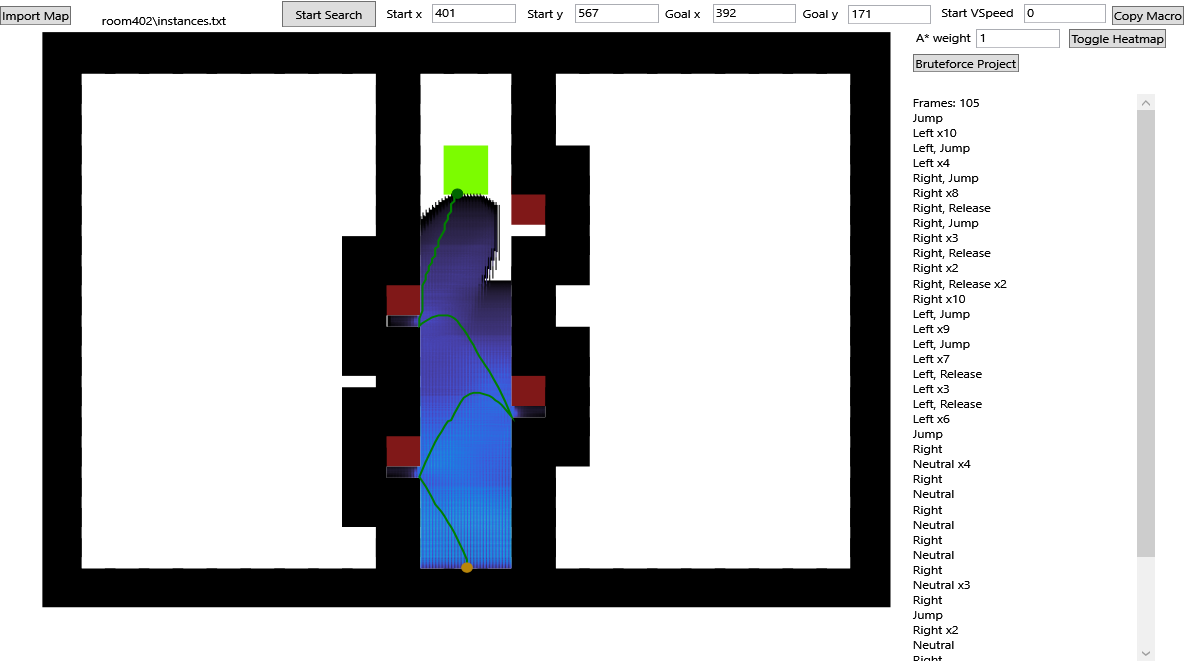 Import Map
room402\instances.txt
Start Search
Start x 401
Start y 567
Goal x 392
Goal y 171
Start VSpeed 0
Copy Macro
A* weight 1
Toggle Heatmap
Bruteforce Project
Frames: 105
Jump
Left x10
Left, Jump
Left x4
Right, Jump
Right x8
Right, Release
Right, Jump
Right x3
Right, Release
Right x2
Right, Release x2
Right x10
Left, Jump
Left x9
Left, Jump
Left x7
Left, Release
Left x3
Left, Release
Left x6
Jump
Right
Neutral x4
Right
Neutral
Right
Neutral
Right
Neutral
Right
Neutral x3
Right
Jump
Right x2
Neutral
Right